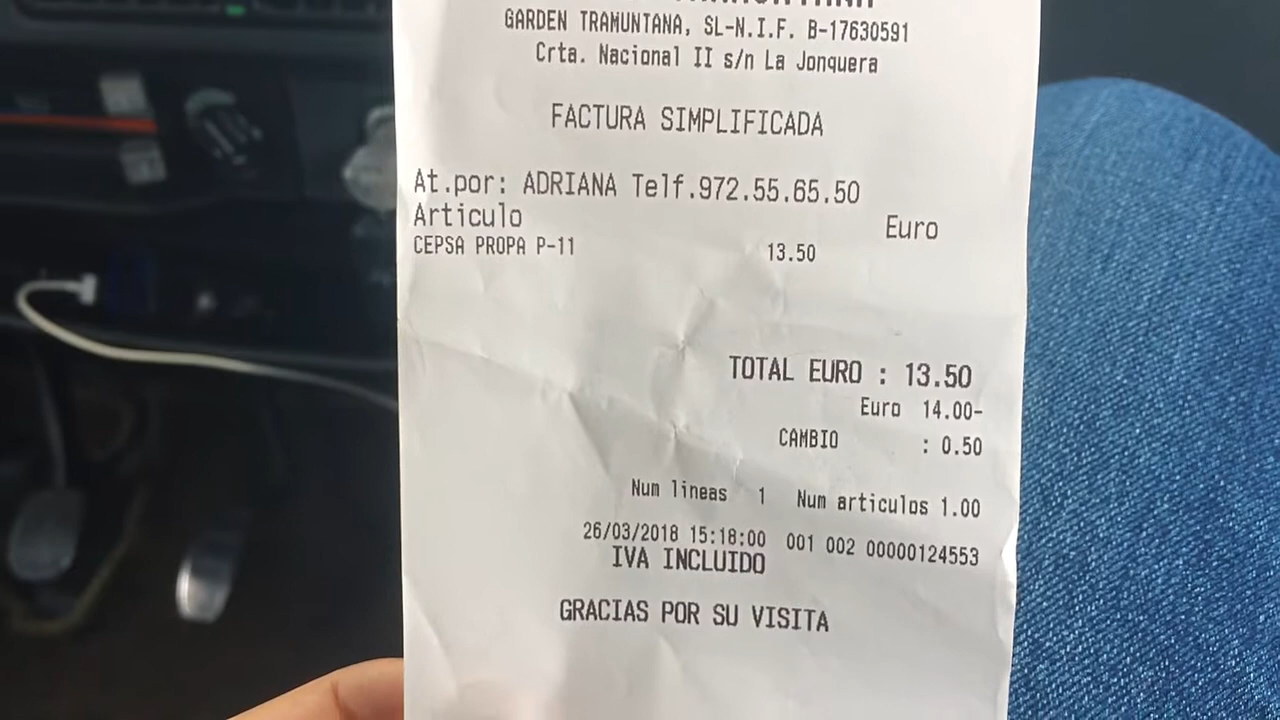 GARDEN TRAMUNTANA, SL-N.I.F. B-17630591
Crta. Nacional II s/n La Jonquera
FACTURA SIMPLIFICADA
At.por: ADRIANA Telf.972.55.65.50
Articulo Euro
CEPSA PROPA P-11 13.50
TOTAL EURO : 13.50
Euro 14.00-
CAMBIO : 0.50
Num lineas 1 Num articulos 1.00
26/03/2018 15:18:00 001 002 00000124553
IVA INCLUIDO
GRACIAS POR SU VISITA